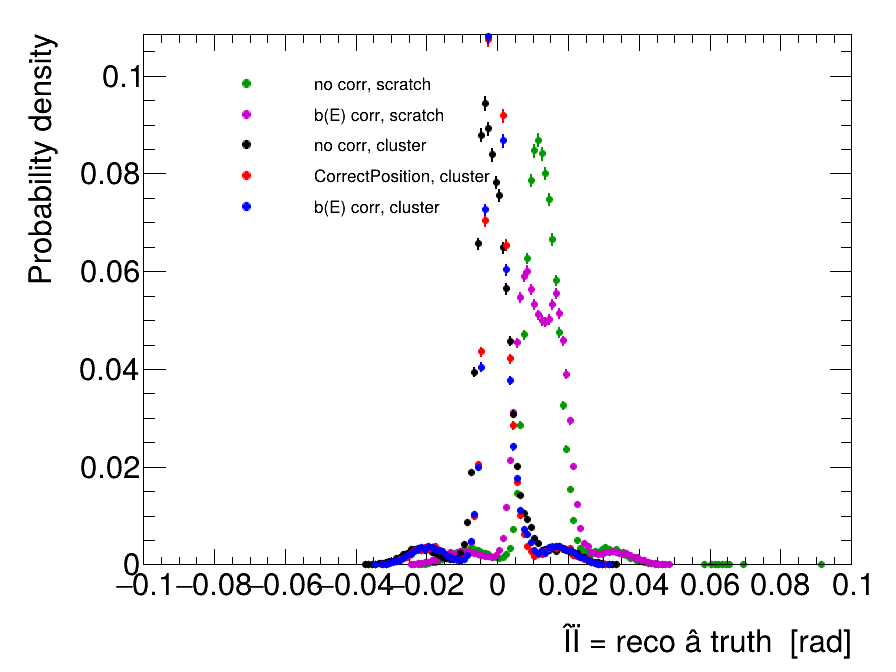 Probability density
0.1
0.08
0.06
0.04
0.02
0
no corr, scratch
b(E) corr, scratch
no corr, cluster
CorrectPosition, cluster
b(E) corr, cluster
−0.1 −0.08 −0.06 −0.04 −0.02 0 0.02 0.04 0.06 0.08 0.1
ÎÏ = reco â truth [rad]